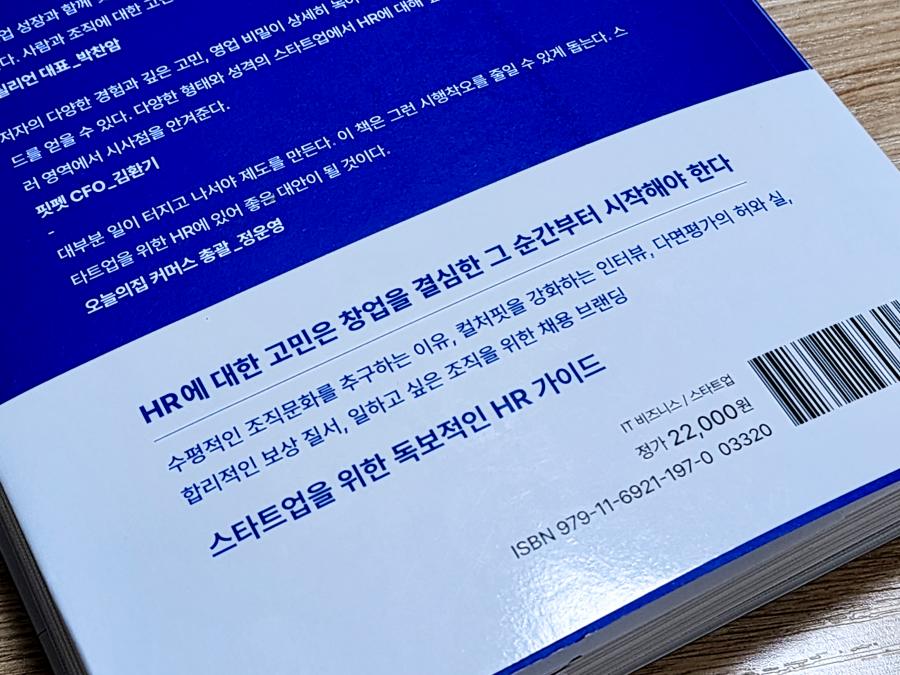 업 성장과 함께
다. 사람과 조직에 대한 고민
대표_박찬암
저자의 다양한 경험과 깊은 고민, 영업 비밀이 상세히 녹아
드를 얻을 수 있다. 다양한 형태와 성격의 스타트업에서 HR에 대해
러 영역에서 시사점을 안겨준다.
핏펫 CFO_김환기
-
대부분 일이 터지고 나서야 제도를 만든다. 이 책은 그런 시행착오를 줄일 수 있게 돕는다. 스
타트업을 위한 HR에 있어 좋은 대안이 될 것이다.
오늘의집 커머스 총괄_정운영
HR에 대한 고민은 창업을 결심한 그 순간부터 시작해야 한다
수평적인 조직문화를 추구하는 이유, 컬처핏을 강화하는 인터뷰, 다면평가의 허와 실,
합리적인 보상 질서, 일하고 싶은 조직을 위한 채용 브랜딩
스타트업을 위한 독보적인 HR 가이드
IT 비즈니스 / 스타트업
정가 22,000원
ISBN 979-11-6921-197-0 03320